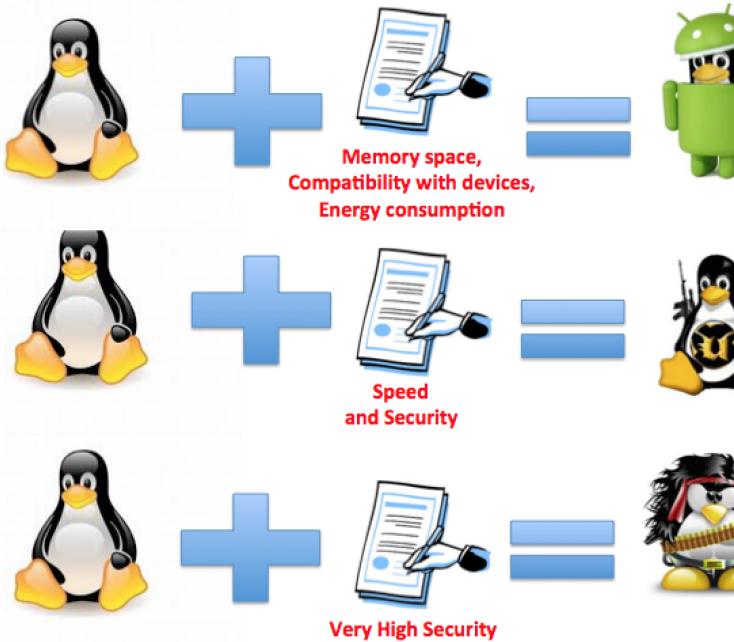 Memory space,
Compatibility with devices,
Energy consumption
u
Speed
and Security
Very High Security